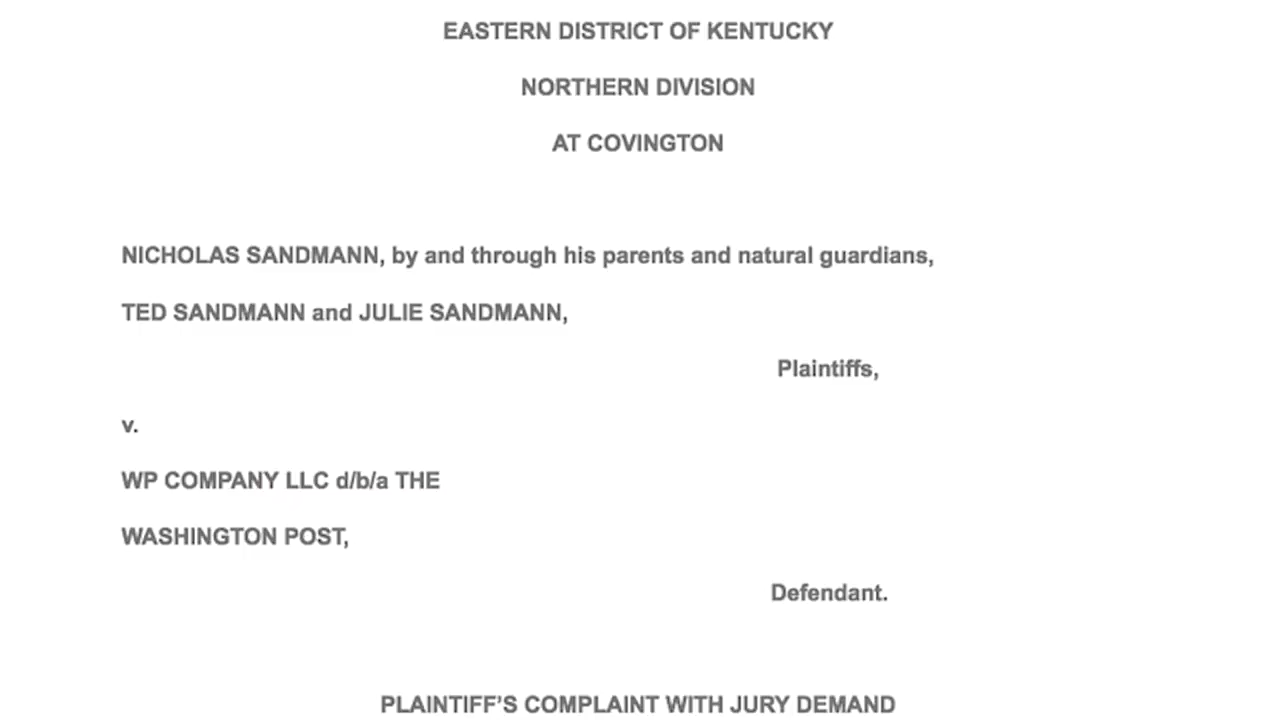 EASTERN DISTRICT OF KENTUCKY
NORTHERN DIVISION
AT COVINGTON
NICHOLAS SANDMANN, by and through his parents and natural guardians,
TED SANDMANN and JULIE SANDMANN,
Plaintiffs,
v.
WP COMPANY LLC d/b/a THE
WASHINGTON POST,
Defendant.
PLAINTIFF’S COMPLAINT WITH JURY DEMAND